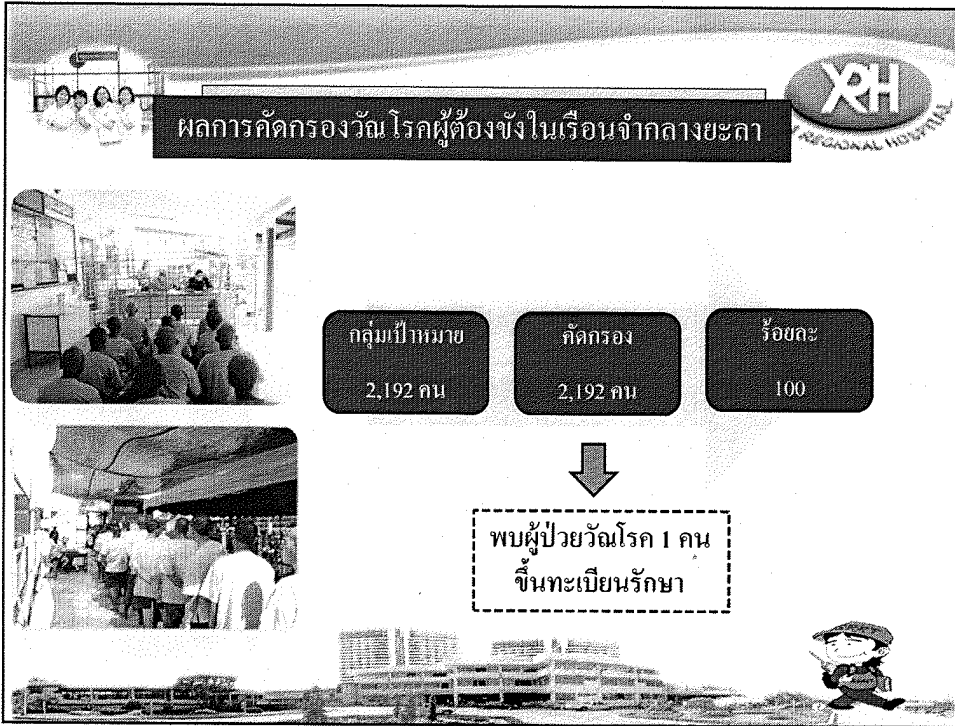 YRH
REGIONAL HOSPITAL
ผลการคัดกรองวัณโรคผู้ต้องขังในเรือนจำกลางยะลา
กลุ่มเป้าหมาย
2,192 คน
คัดกรอง
2,192 คน
ร้อยละ
100
พบผู้ป่วยวัณโรค 1 คน
ขึ้นทะเบียนรักษา